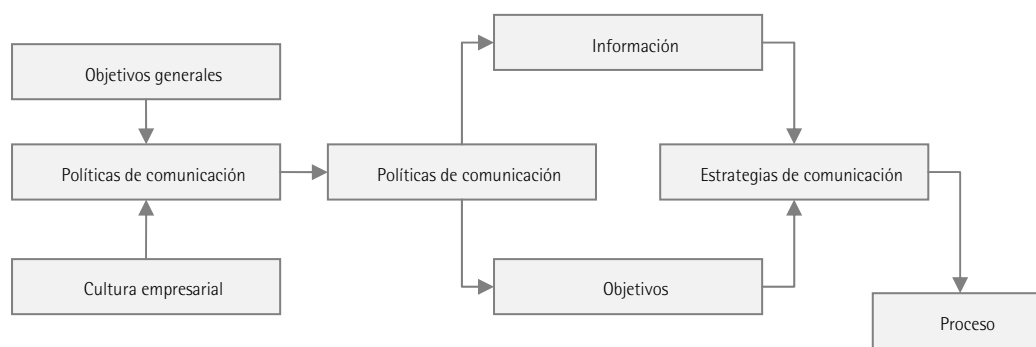 Objetivos generales
Políticas de comunicación
Cultura empresarial
Políticas de comunicación
Información
Objetivos
Estrategias de comunicación
Proceso